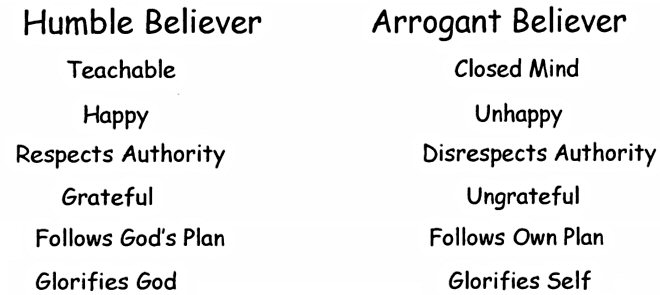 Humble Believer Arrogant Believer
Teachable Closed Mind
Happy Unhappy
Respects Authority Disrespects Authority
Grateful Ungrateful
Follows God's Plan Follows Own Plan
Glorifies God Glorifies Self